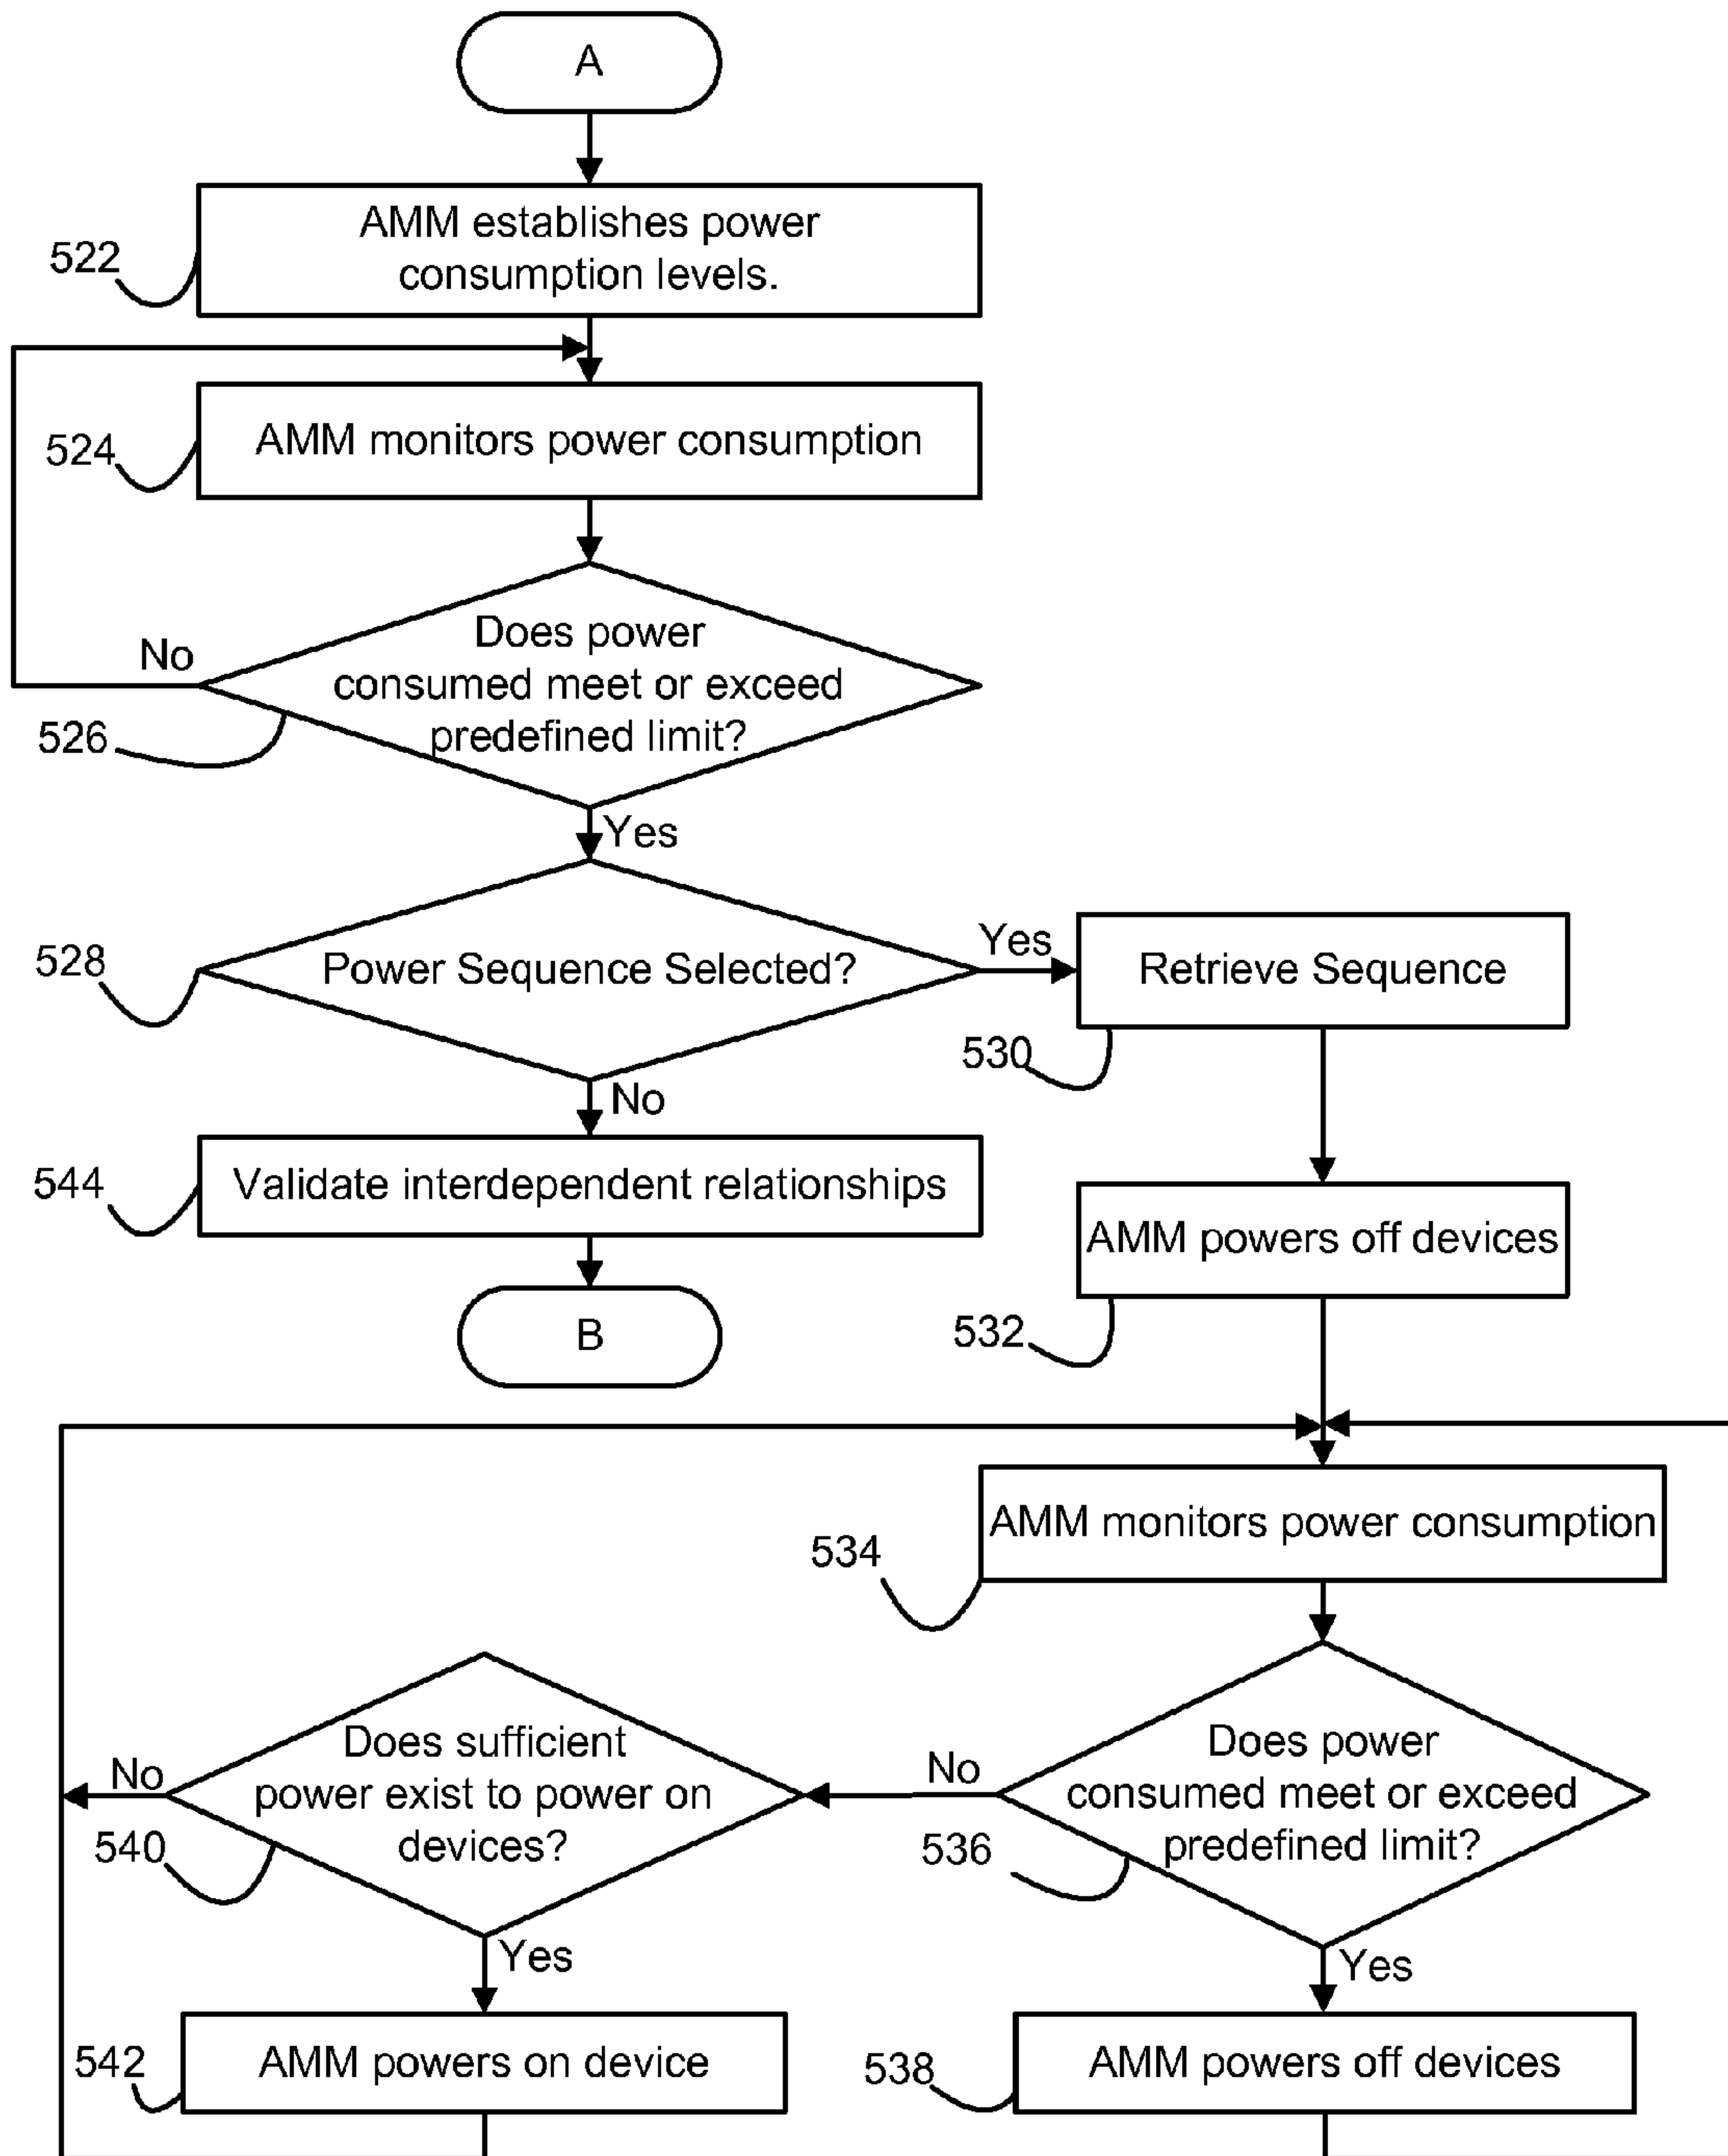 A
522
AMM establishes power
consumption levels.
524
AMM monitors power consumption
No
Does power
consumed meet or exceed
predefined limit?
526
Yes
528
Power Sequence Selected?
Yes
Retrieve Sequence
530
No
544
Validate interdependent relationships
AMM powers off devices
532
B
AMM monitors power consumption
534
No
Does sufficient
power exist to power on
devices?
540
No
Does power
consumed meet or exceed
predefined limit?
536
Yes
Yes
542
AMM powers on device
538
AMM powers off devices